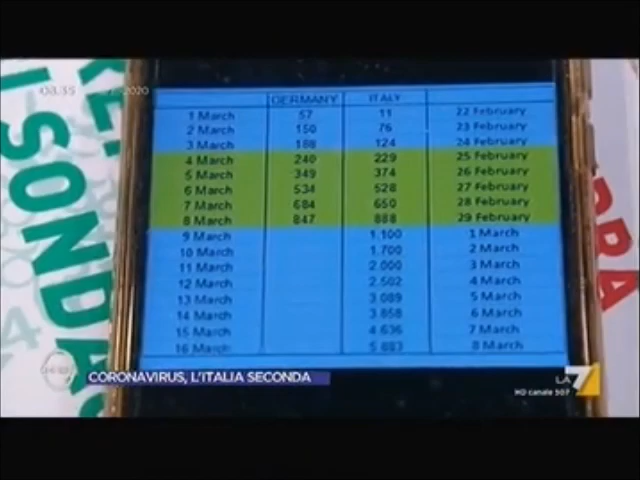 08:35
2020
GERMANY ITALY
1 March 57 11 22 February
2 March 150 76 23 February
3 March 188 124 24 February
4 March 240 229 25 February
5 March 349 374 26 February
6 March 534 528 27 February
7 March 684 650 28 February
8 March 847 888 29 February
9 March 1.100 1 March
10 March 1.700 2 March
11 March 2.000 3 March
12 March 2.502 4 March
13 March 3.089 5 March
14 March 3.858 6 March
15 March 4.636 7 March
16 March 5.883 8 March
I SONDA
CORONAVIRUS, L'ITALIA SECONDA
LA7
HD canale 507